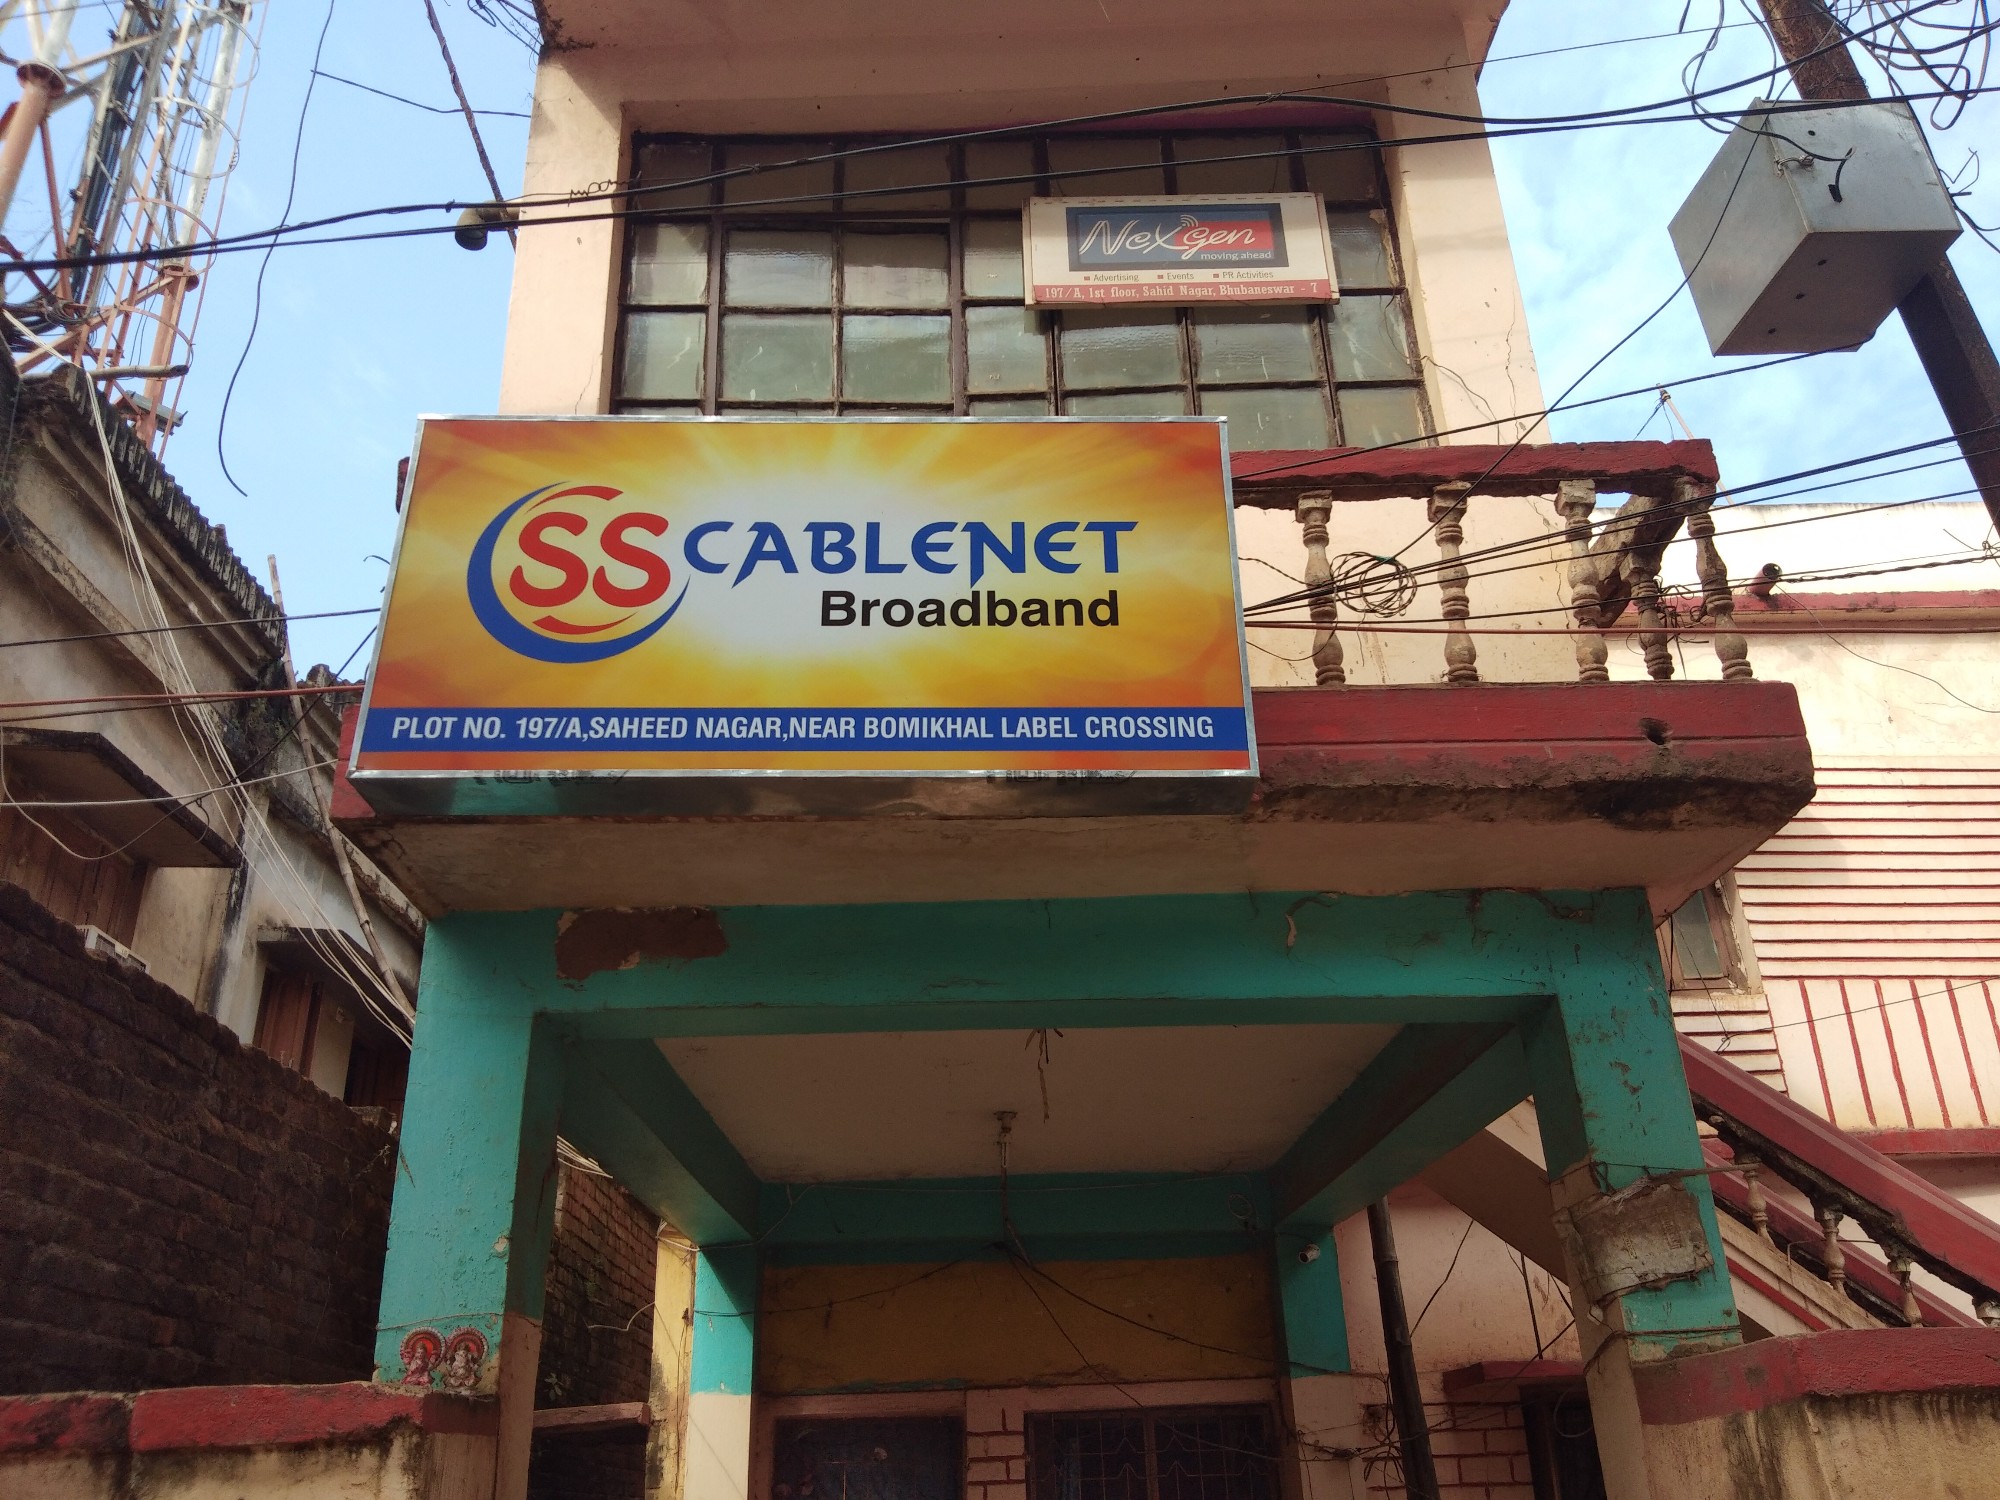 Nexgen
moving ahead
Advertising Events PR Activities
197/A, 1st floor, Sahid Nagar, Bhubaneswar - 7
SS CABLENET
Broadband
PLOT NO. 197/A,SAHEED NAGAR,NEAR BOMIKHAL LABEL CROSSING